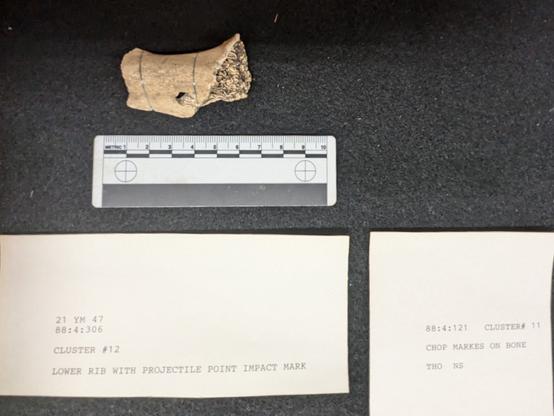 METRIC 1 2 3 4 5 6 7 8 9 10
21 YM 47
88:4:306
CLUSTER #12
LOWER RIB WITH PROJECTILE POINT IMPACT MARK
88:4:121 CLUSTER# 11
CHOP MARKES ON BONE
THO NS